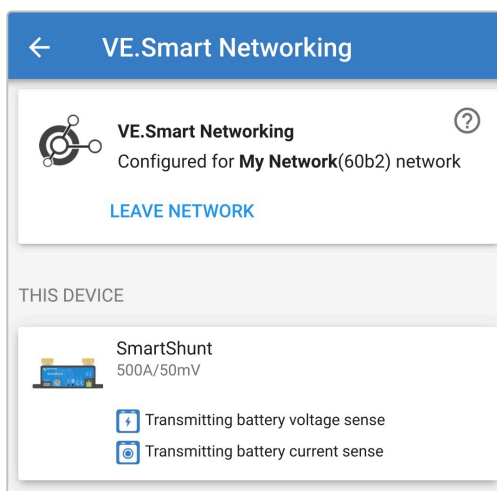 VE.Smart Networking
VE.Smart Networking
Configured for My Network(60b2) network
LEAVE NETWORK
THIS DEVICE
SmartShunt
500A/50mV
Transmitting battery voltage sense
Transmitting battery current sense